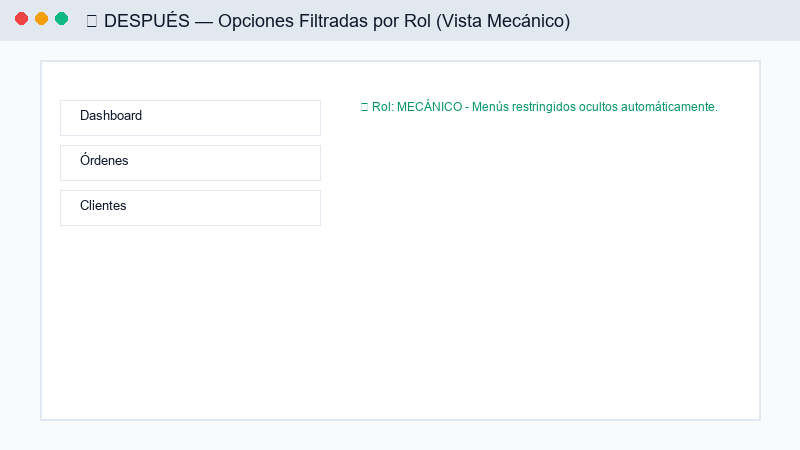 DESPUÉS — Opciones Filtradas por Rol (Vista Mecánico)
Dashboard
Rol: MECÁNICO - Menús restringidos ocultos automáticamente.
Órdenes
Clientes